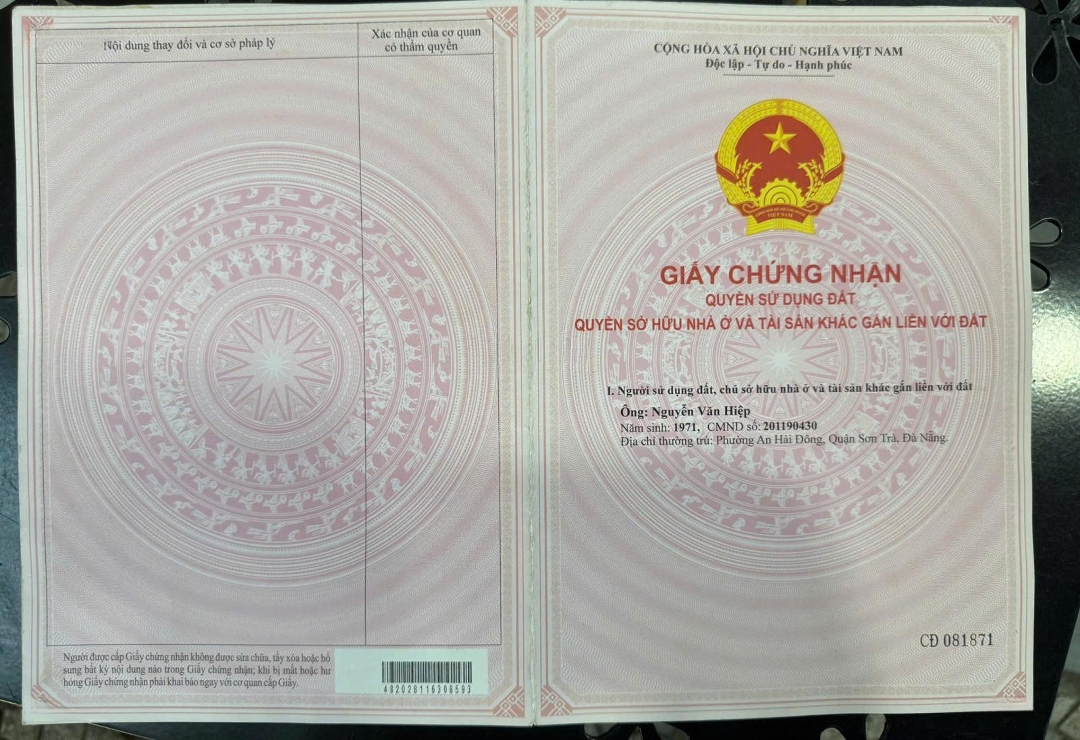 Nội dung thay đổi và cơ sở pháp lý
Xác nhận của cơ quan
có thẩm quyền
Người được cấp Giấy chứng nhận không được sửa chữa, tẩy xóa hoặc bổ
sung bất kỳ nội dung nào trong Giấy chứng nhận; khi bị mất hoặc hư
hỏng Giấy chứng nhận phải khai báo ngay với cơ quan cấp Giấy.
482028116308593
CỘNG HÒA XÃ HỘI CHỦ NGHĨA VIỆT NAM
Độc lập - Tự do - Hạnh phúc
VIỆT NAM
GIẤY CHỨNG NHẬN
QUYỀN SỬ DỤNG ĐẤT
QUYỀN SỞ HỮU NHÀ Ở VÀ TÀI SẢN KHÁC GẮN LIỀN VỚI ĐẤT
I. Người sử dụng đất, chủ sở hữu nhà ở và tài sản khác gắn liền với đất
Ông: Nguyễn Văn Hiệp
Năm sinh: 1971, CMND số: 201190430
Địa chỉ thường trú: Phường An Hải Đông, Quận Sơn Trà, Đà Nẵng.
CĐ 081871